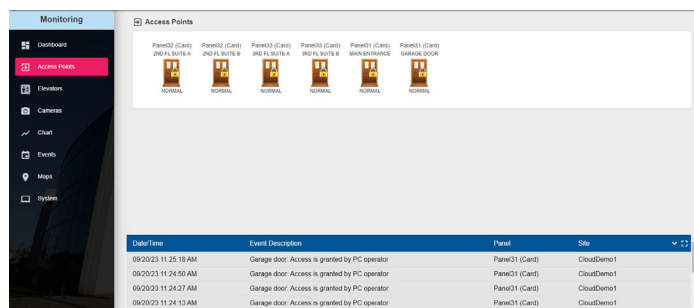 Monitoring
Dashboard
Access Points
Elevators
Cameras
Chart
Events
Maps
System
Access Points
Panel32 (Card) Panel32 (Card) Panel33 (Card) Panel33 (Card) Panel31 (Card) Panel31 (Card)
2ND FL SUITE A 2ND FL SUITE B 3RD FL SUITE A 3RD FL SUITE B MAIN ENTRANCE GARAGE DOOR
NORMAL NORMAL NORMAL NORMAL NORMAL NORMAL
Date/Time Event Description Panel Site
09/20/23 11:25:18 AM Garage door: Access is granted by PC operator Panel31 (Card) CloudDemo1
09/20/23 11:24:50 AM Garage door: Access is granted by PC operator Panel31 (Card) CloudDemo1
09/20/23 11:24:27 AM Garage door: Access is granted by PC operator Panel31 (Card) CloudDemo1
09/20/23 11:24:13 AM Garage door: Access is granted by PC operator Panel31 (Card) CloudDemo1